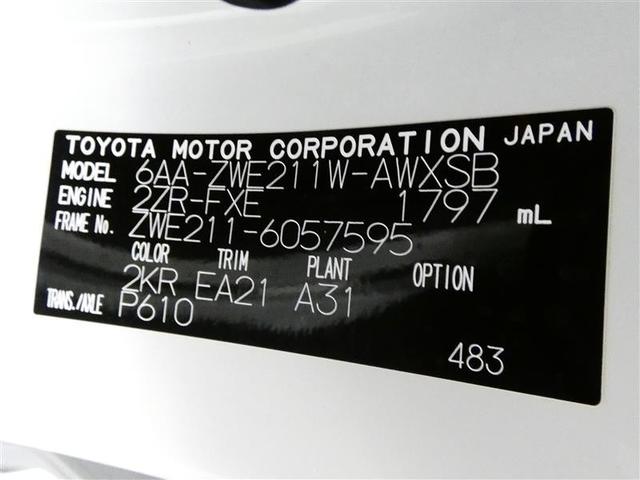 TOYOTA MOTOR CORPORATION JAPAN
MODEL 6AA-ZWE211W-AWXSB
ENGINE 2ZR-FXE 1797 mL
FRAME No. ZWE211-6057595
COLOR TRIM PLANT OPTION
2KR EA21 A31
TRANS./AXLE P610
483